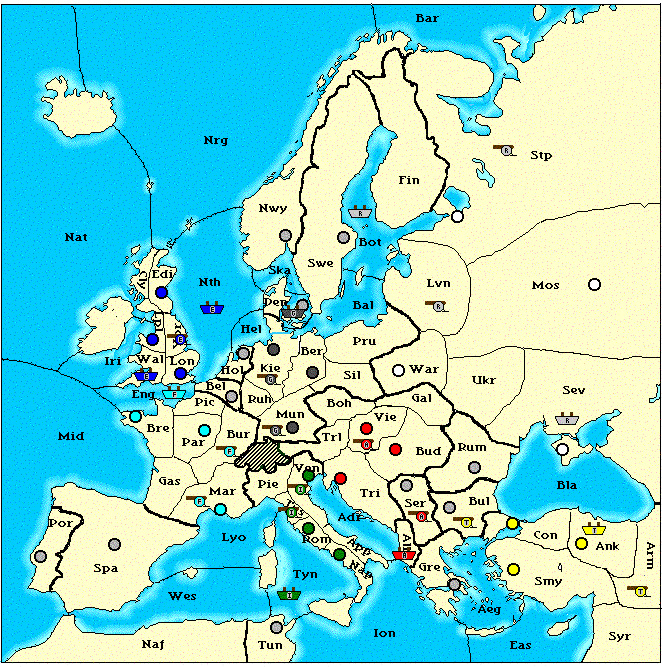 Bar
Nrg
Stp
Fin
Nwy
Nat
Bot
Edi
Cly
Swe
Ska
Nth
Lvn
Mos
Den
Lpl
Bal
Hel
Pru
Iri
Wal
Hol
Ber
Kie
War
Lon
Sil
Ukr
Bel
Eng
Pic
Ruh
Gal
Sev
Boh
Mun
Vie
Mid
Bre
Par
Bur
Trl
Bud
Rum
Gas
Mar
Pie
Ven
Tri
Ser
Bul
Bla
Tus
Por
Lyo
Adr
Rom
App
Alb
Con
Ank
Arm
Spa
Nap
Gre
Smy
Tyn
Wes
Aeg
Naf
Tun
Ion
Eas
Syr